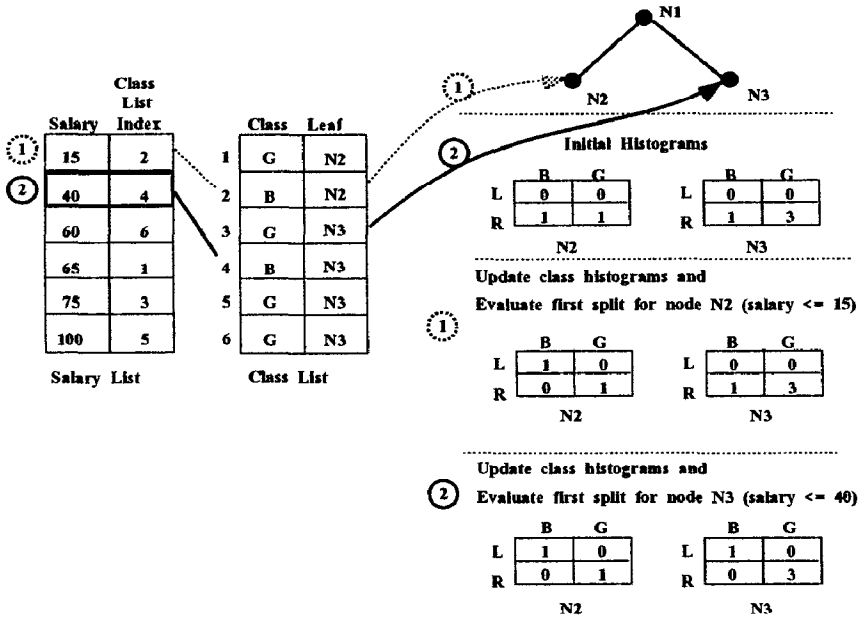 N1
N2
N3
1
2
Class
List
Salary Index
15 2
40 4
60 6
65 1
75 3
100 5
Salary List
1
2
Class Leaf
1 G N2
2 B N2
3 G N3
4 B N3
5 G N3
6 G N3
Class List
Initial Histograms
B G
L 0 0
R 1 1
N2
B G
L 0 0
R 1 3
N3
Update class histograms and
Evaluate first split for node N2 (salary <= 15)
1
B G
L 1 0
R 0 1
N2
B G
L 0 0
R 1 3
N3
Update class histograms and
2 Evaluate first split for node N3 (salary <= 40)
B G
L 1 0
R 0 1
N2
B G
L 1 0
R 0 3
N3